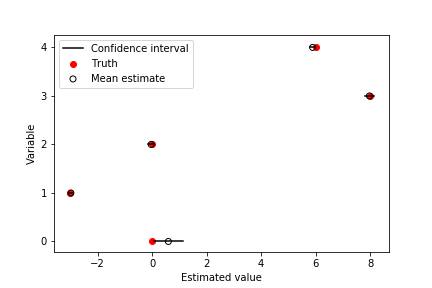 4
Confidence interval
Truth
Mean estimate
3
Variable
2
1
0
−2 0 2 4 6 8
Estimated value